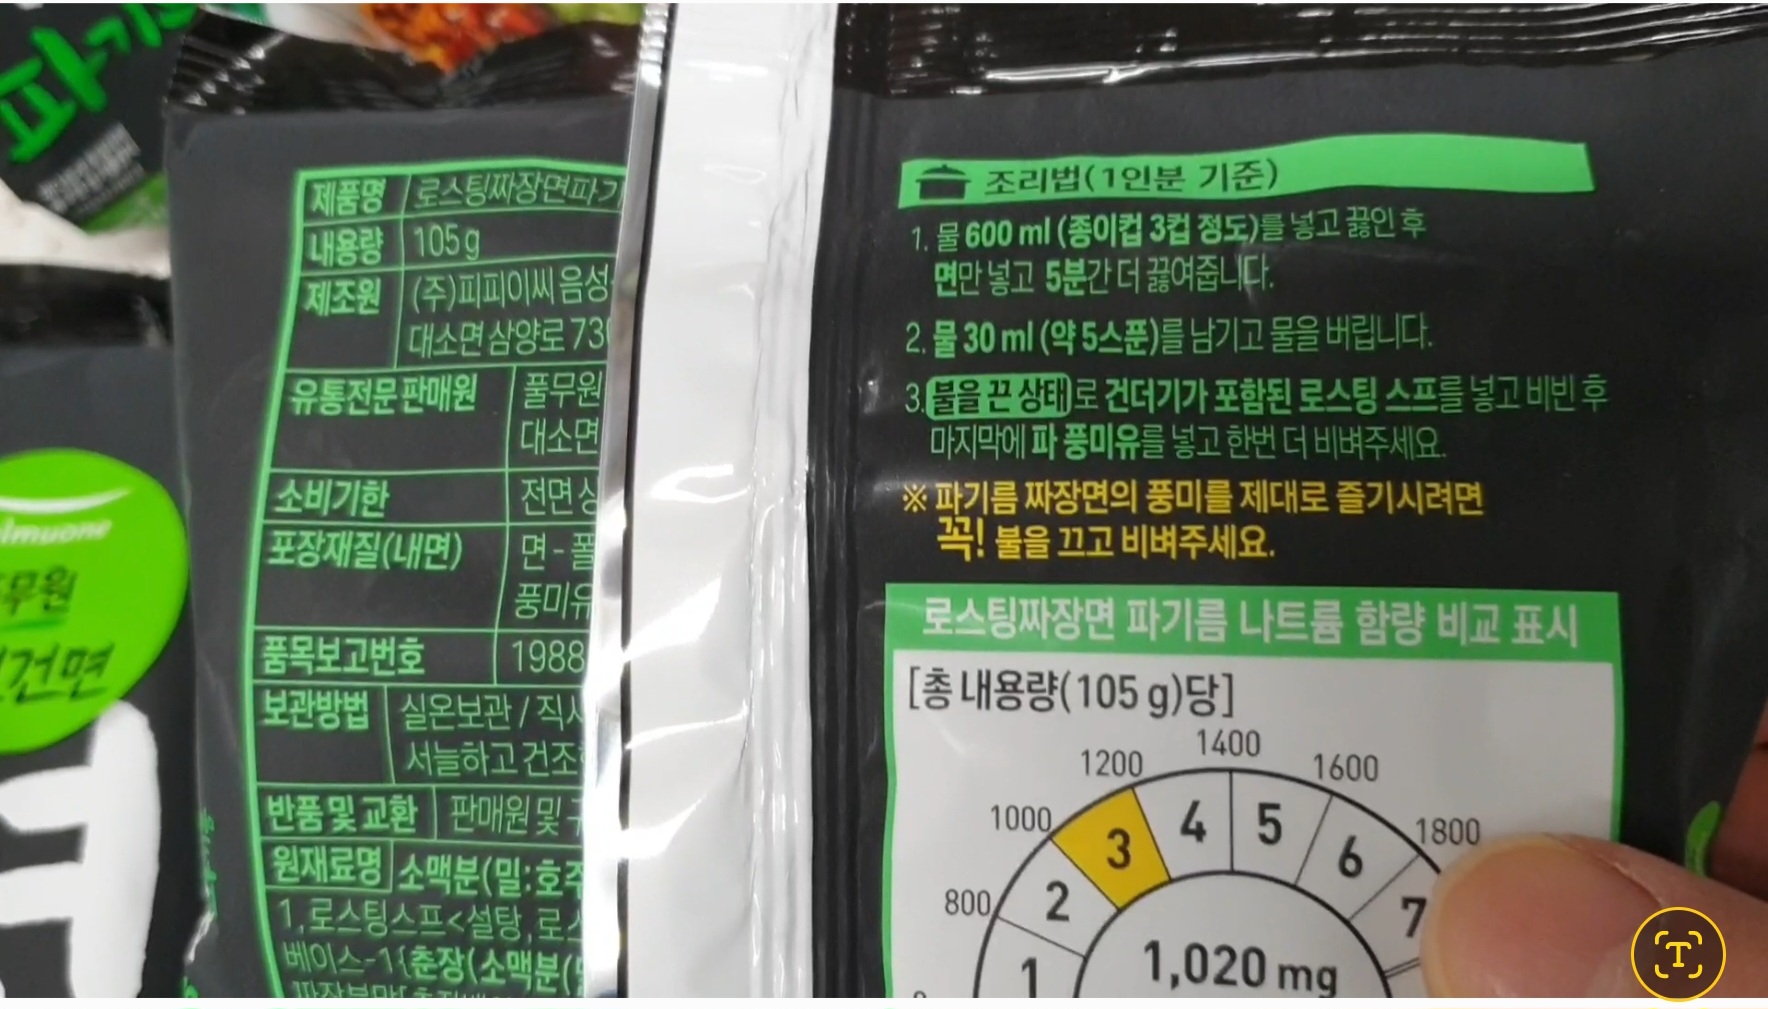 파기
제품명 로스팅짜장면파기
내용량 105 g
제조원 (주)피피이씨 음성
대소면 삼양로 73
유통전문판매원 풀무원
대소면
소비기한 전면 상
포장재질(내면) 면 - 폴
풍미유
품목보고번호 1988
보관방법 실온보관 / 직사
서늘하고 건조
반품 및 교환 판매원 및
원재료명 소맥분(밀:호주
1.로스팅스프<설탕,로스
베이스-1{춘장(소맥분(밀
조리법(1인분 기준)
1. 물 600 ml (종이컵 3컵 정도)를 넣고 끓인 후
면만 넣고 5분간 더 끓여줍니다.
2. 물 30 ml (약 5스푼)를 남기고 물을 버립니다.
3. 불을 끈 상태로 건더기가 포함된 로스팅 스프를 넣고 비빈 후
마지막에 파 풍미유를 넣고 한번 더 비벼주세요.
※ 파기름 짜장면의 풍미를 제대로 즐기시려면
꼭! 불을 끄고 비벼주세요.
로스팅짜장면 파기름 나트륨 함량 비교 표시
[총 내용량(105 g)당]
800 1000 1200 1400 1600 1800
1 2 3 4 5 6 7
1,020 mg
lmuone
무원
건면